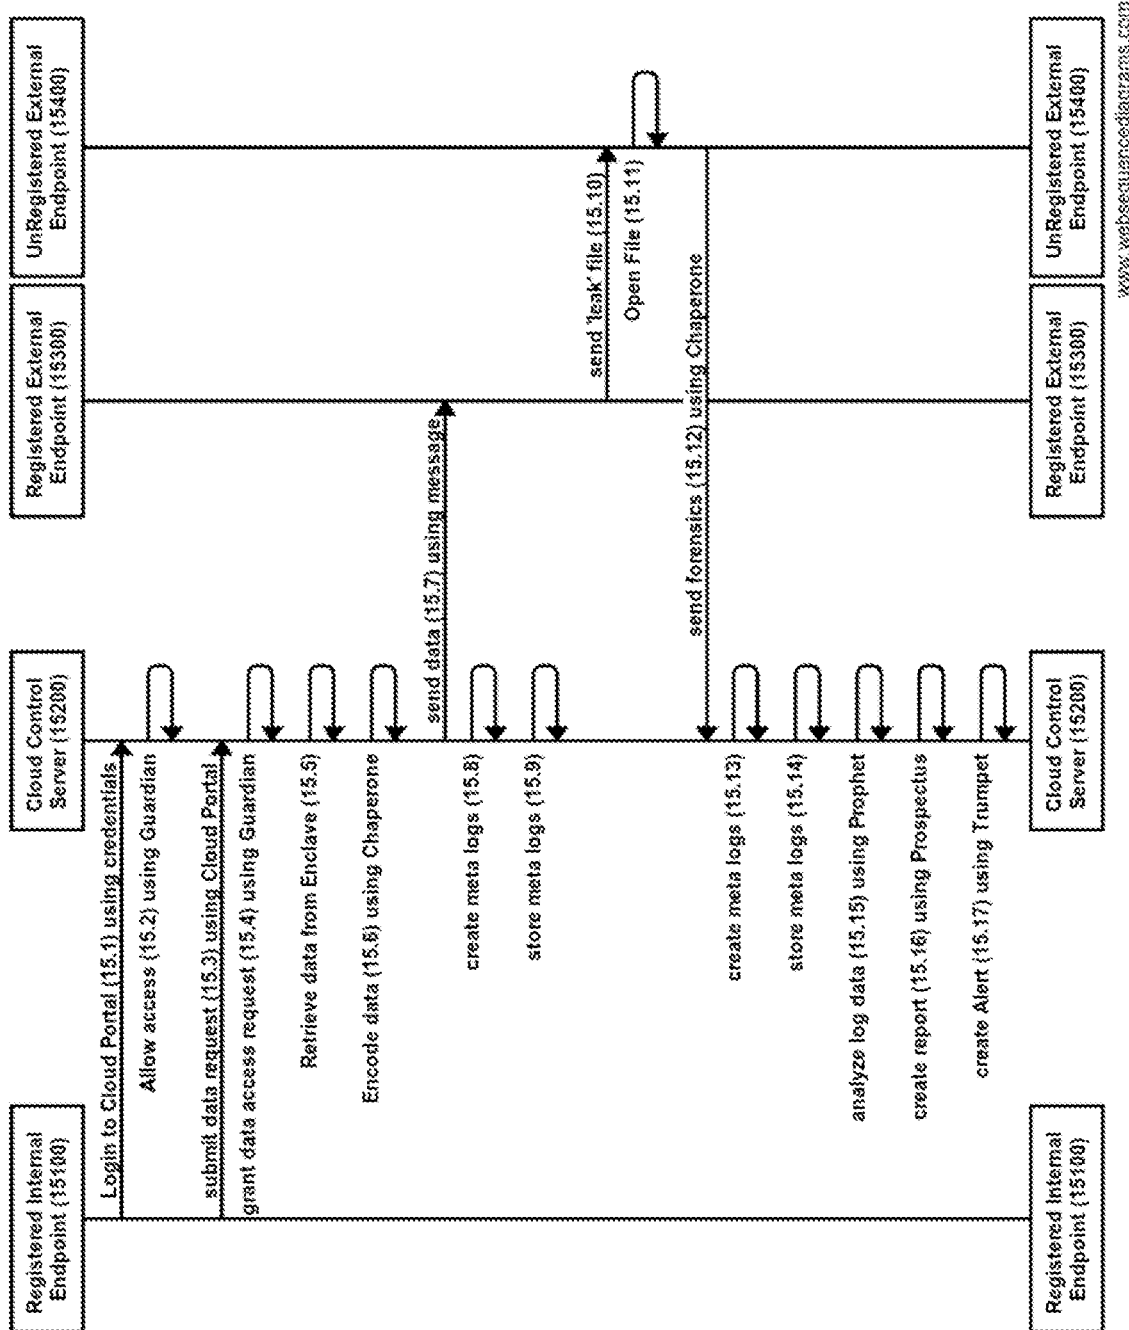 Registered Internal
Endpoint (15100)
Cloud Control
Server (15200)
Registered External
Endpoint (15300)
UnRegistered External
Endpoint (15400)
Login to Cloud Portal (15.1) using credentials
Allow access (15.2) using Guardian
submit data request (15.3) using Cloud Portal
grant data access request (15.4) using Guardian
Retrieve data from Enclave (15.5)
Encode data (15.6) using Chaperone
send data (15.7) using message
create meta logs (15.8)
store meta logs (15.9)
send 'leak' file (15.10)
Open File (15.11)
send forensics (15.12) using Chaperone
create meta logs (15.13)
store meta logs (15.14)
analyze log data (15.15) using Prophet
create report (15.16) using Prospectus
create Alert (15.17) using Trumpet
Registered Internal
Endpoint (15100)
Cloud Control
Server (15200)
Registered External
Endpoint (15300)
UnRegistered External
Endpoint (15400)
www.websequencediagrams.com